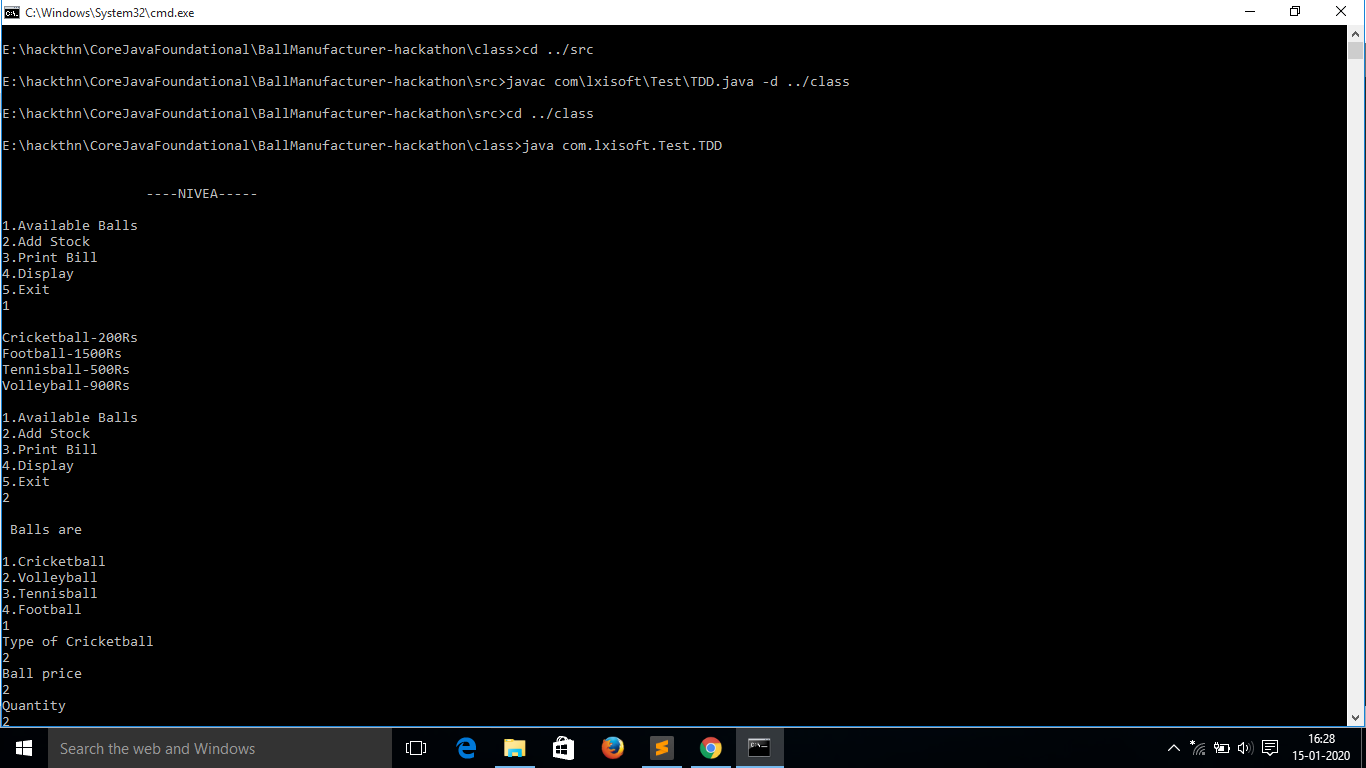 C:\Windows\System32\cmd.exe
E:\hackthn\CoreJavaFoundational\BallManufacturer-hackathon\class>cd ../src
E:\hackthn\CoreJavaFoundational\BallManufacturer-hackathon\src>javac com\lxisoft\Test\TDD.java -d ../class
E:\hackthn\CoreJavaFoundational\BallManufacturer-hackathon\src>cd ../class
E:\hackthn\CoreJavaFoundational\BallManufacturer-hackathon\class>java com.lxisoft.Test.TDD
----NIVEA-----
1.Available Balls
2.Add Stock
3.Print Bill
4.Display
5.Exit
1
Cricketball-200Rs
Football-1500Rs
Tennisball-500Rs
Volleyball-900Rs
1.Available Balls
2.Add Stock
3.Print Bill
4.Display
5.Exit
2
Balls are
1.Cricketball
2.Volleyball
3.Tennisball
4.Football
1
Type of Cricketball
2
Ball price
2
Quantity
2
Search the web and Windows
16:28
15-01-2020